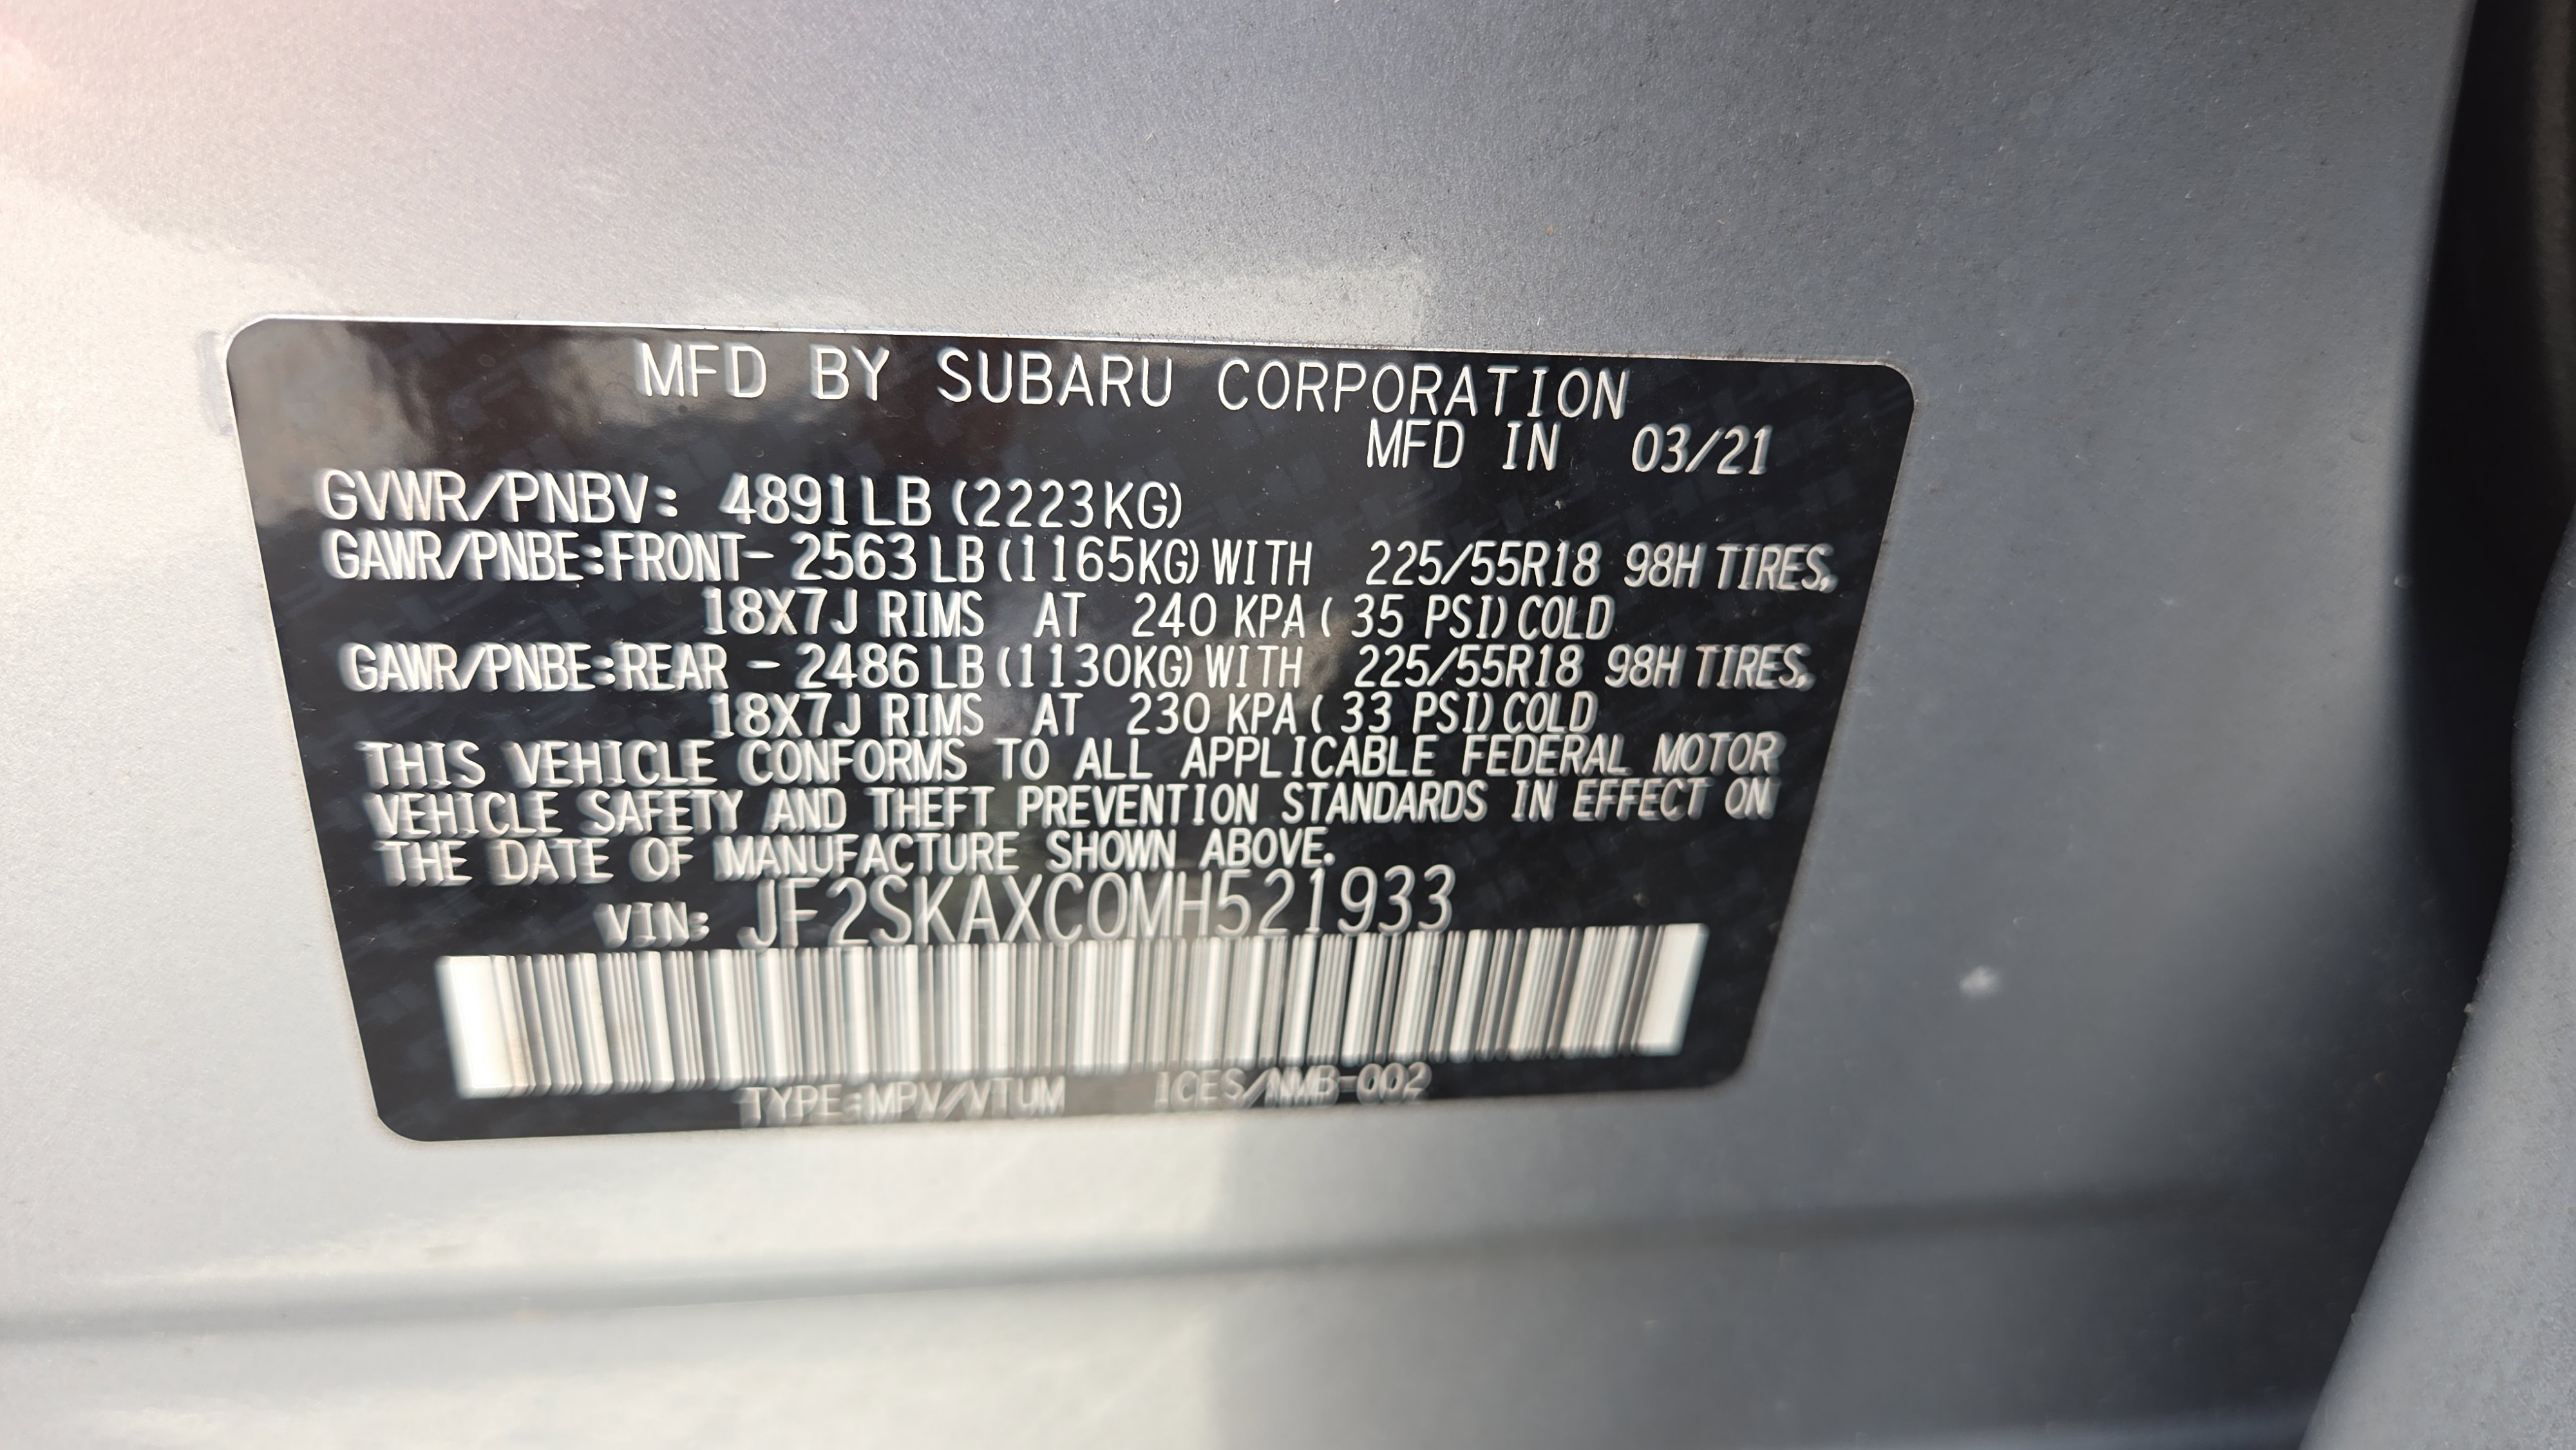 MFD BY SUBARU CORPORATION
MFD IN 03/21
GVWR/PNBV: 4891LB (2223KG)
GAWR/PNBE:FRONT- 2563 LB (1165KG) WITH 225/55R18 98H TIRES,
18X7J RIMS AT 240 KPA ( 35 PSI) COLD
GAWR/PNBE:REAR - 2486 LB (1130KG) WITH 225/55R18 98H TIRES,
18X7J RIMS AT 230 KPA ( 33 PSI) COLD
THIS VEHICLE CONFORMS TO ALL APPLICABLE FEDERAL MOTOR
VEHICLE SAFETY AND THEFT PREVENTION STANDARDS IN EFFECT ON
THE DATE OF MANUFACTURE SHOWN ABOVE.
VIN: JF2SKAXC0MH521933
TYPE:MPV/VTUM ICES/NMB-002